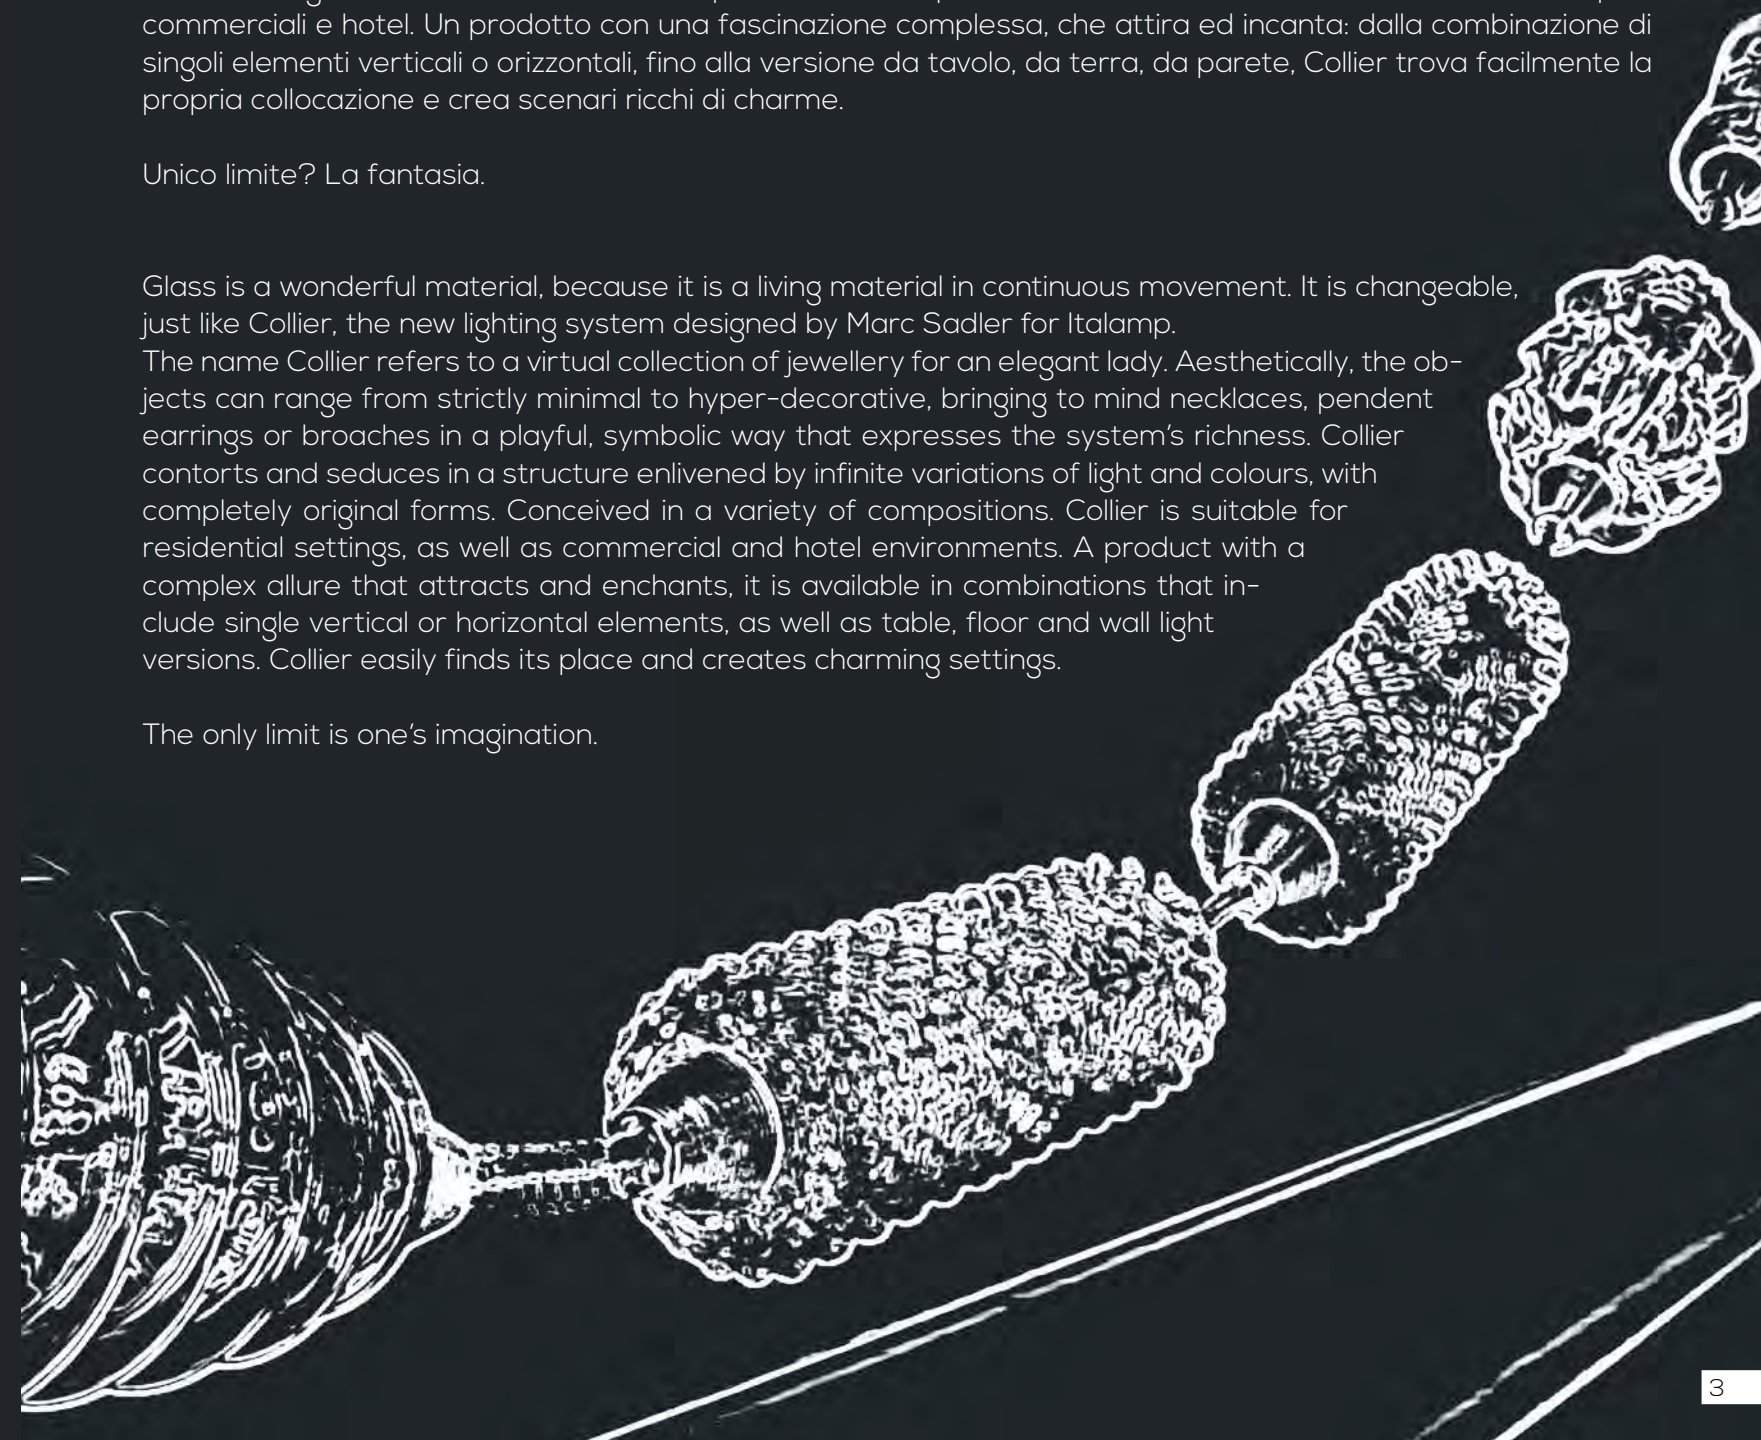 commerciali e hotel. Un prodotto con una fascinazione complessa, che attira ed incanta: dalla combinazione di
singoli elementi verticali o orizzontali, fino alla versione da tavolo, da terra, da parete, Collier trova facilmente la
propria collocazione e crea scenari ricchi di charme.
Unico limite? La fantasia.
Glass is a wonderful material, because it is a living material in continuous movement. It is changeable,
just like Collier, the new lighting system designed by Marc Sadler for Italamp.
The name Collier refers to a virtual collection of jewellery for an elegant lady. Aesthetically, the ob-
jects can range from strictly minimal to hyper-decorative, bringing to mind necklaces, pendent
earrings or broaches in a playful, symbolic way that expresses the system's richness. Collier
contorts and seduces in a structure enlivened by infinite variations of light and colours, with
completely original forms. Conceived in a variety of compositions. Collier is suitable for
residential settings, as well as commercial and hotel environments. A product with a
complex allure that attracts and enchants, it is available in combinations that in-
clude single vertical or horizontal elements, as well as table, floor and wall light
versions. Collier easily finds its place and creates charming settings.
The only limit is one's imagination.
3